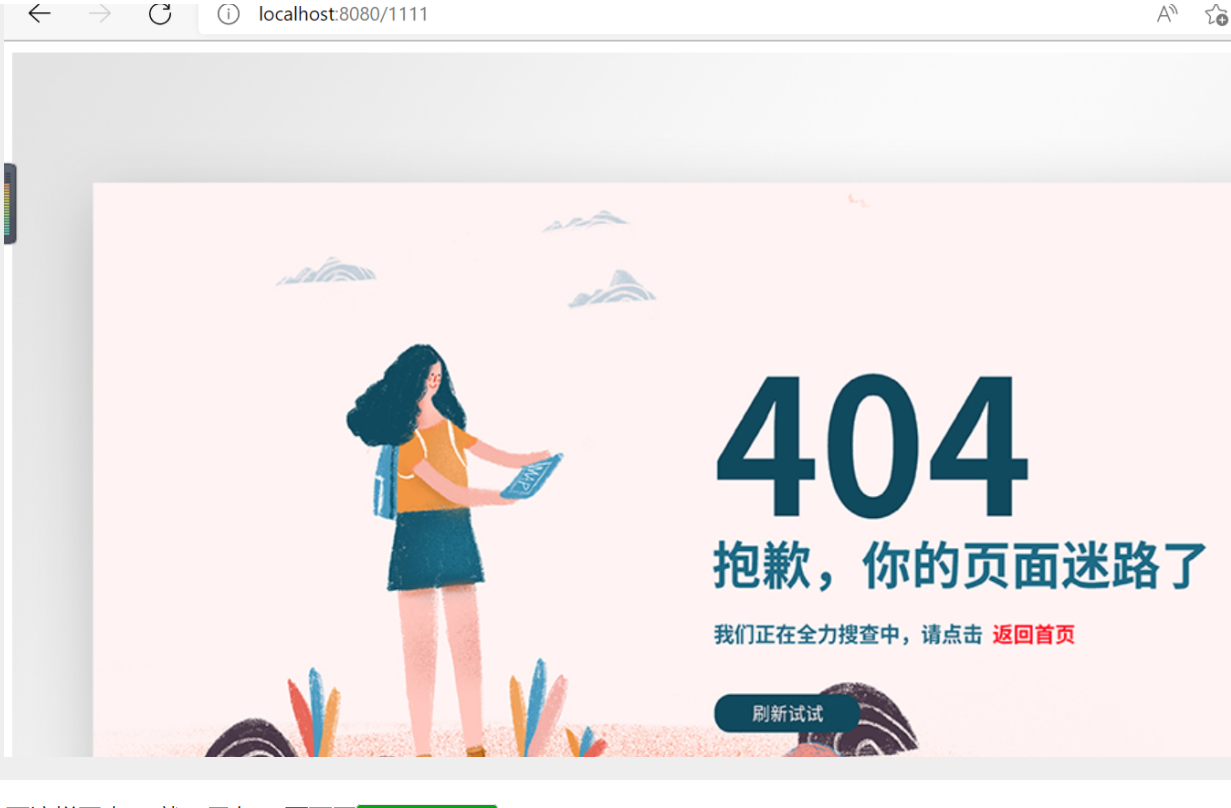 localhost:8080/1111
MAP
404
抱歉，你的页面迷路了
我们正在全力搜查中，请点击 返回首页
刷新试试